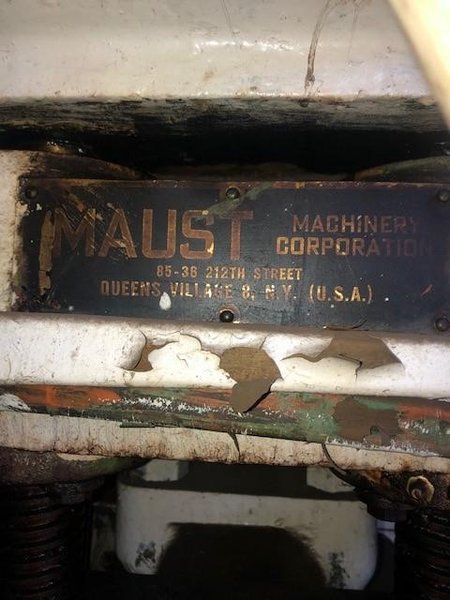 MAUST MACHINERY
CORPORATION
85-36 212TH STREET
QUEENS VILLAGE 8, N.Y. (U.S.A.)